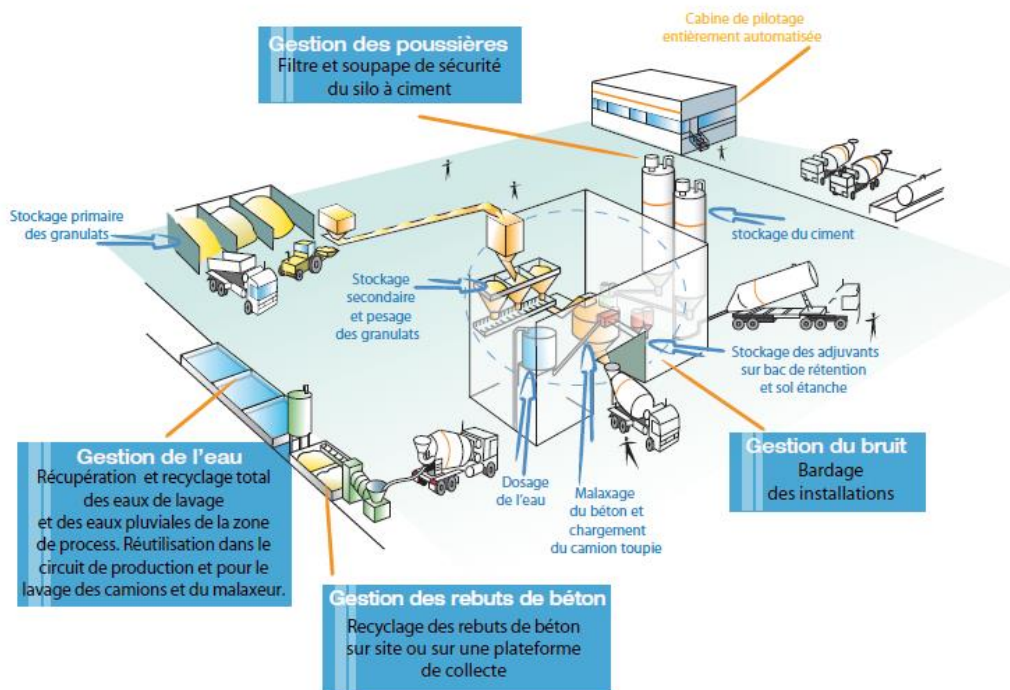 Cabine de pilotage
entièrement automatisée
Gestion des poussières
Filtre et soupape de sécurité
du silo à ciment
Stockage primaire
des granulats
stockage du ciment
Stockage
secondaire
et pesage
des granulats
Stockage des adjuvants
sur bac de rétention
et sol étanche
Gestion de l'eau
Récupération et recyclage total
des eaux de lavage
et des eaux pluviales de la zone
de process. Réutilisation dans le
circuit de production et pour le
lavage des camions et du malaxeur.
Dosage
de l'eau
Malaxage
du béton et
chargement
du camion toupie
Gestion du bruit
Bardage
des installations
Gestion des rebuts de béton
Recyclage des rebuts de béton
sur site ou sur une plateforme
de collecte